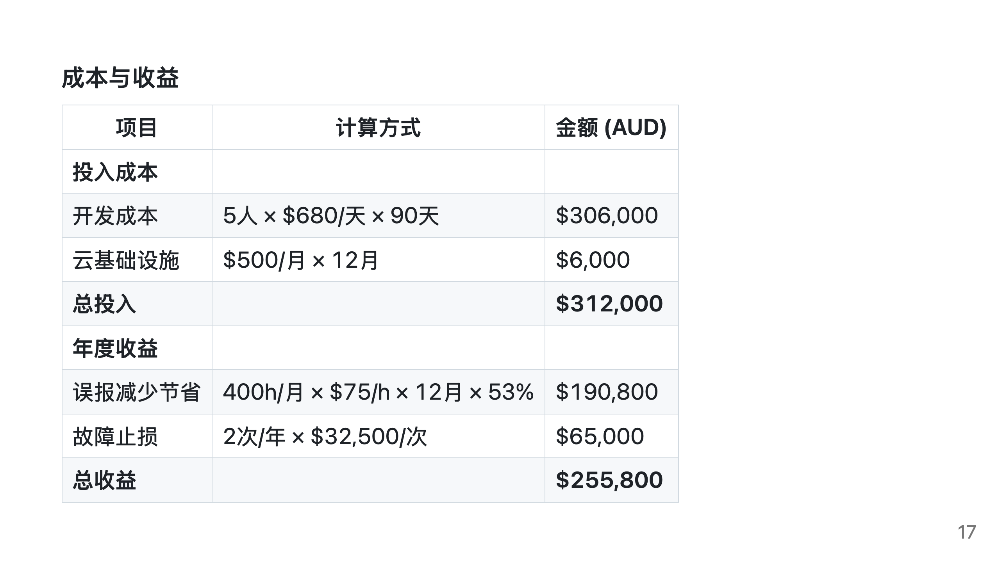 成本与收益
项目 计算方式 金额 (AUD)
投入成本
开发成本 5人 × $680/天 × 90天 $306,000
云基础设施 $500/月 × 12月 $6,000
总投入 $312,000
年度收益
误报减少节省 400h/月 × $75/h × 12月 × 53% $190,800
故障止损 2次/年 × $32,500/次 $65,000
总收益 $255,800
17